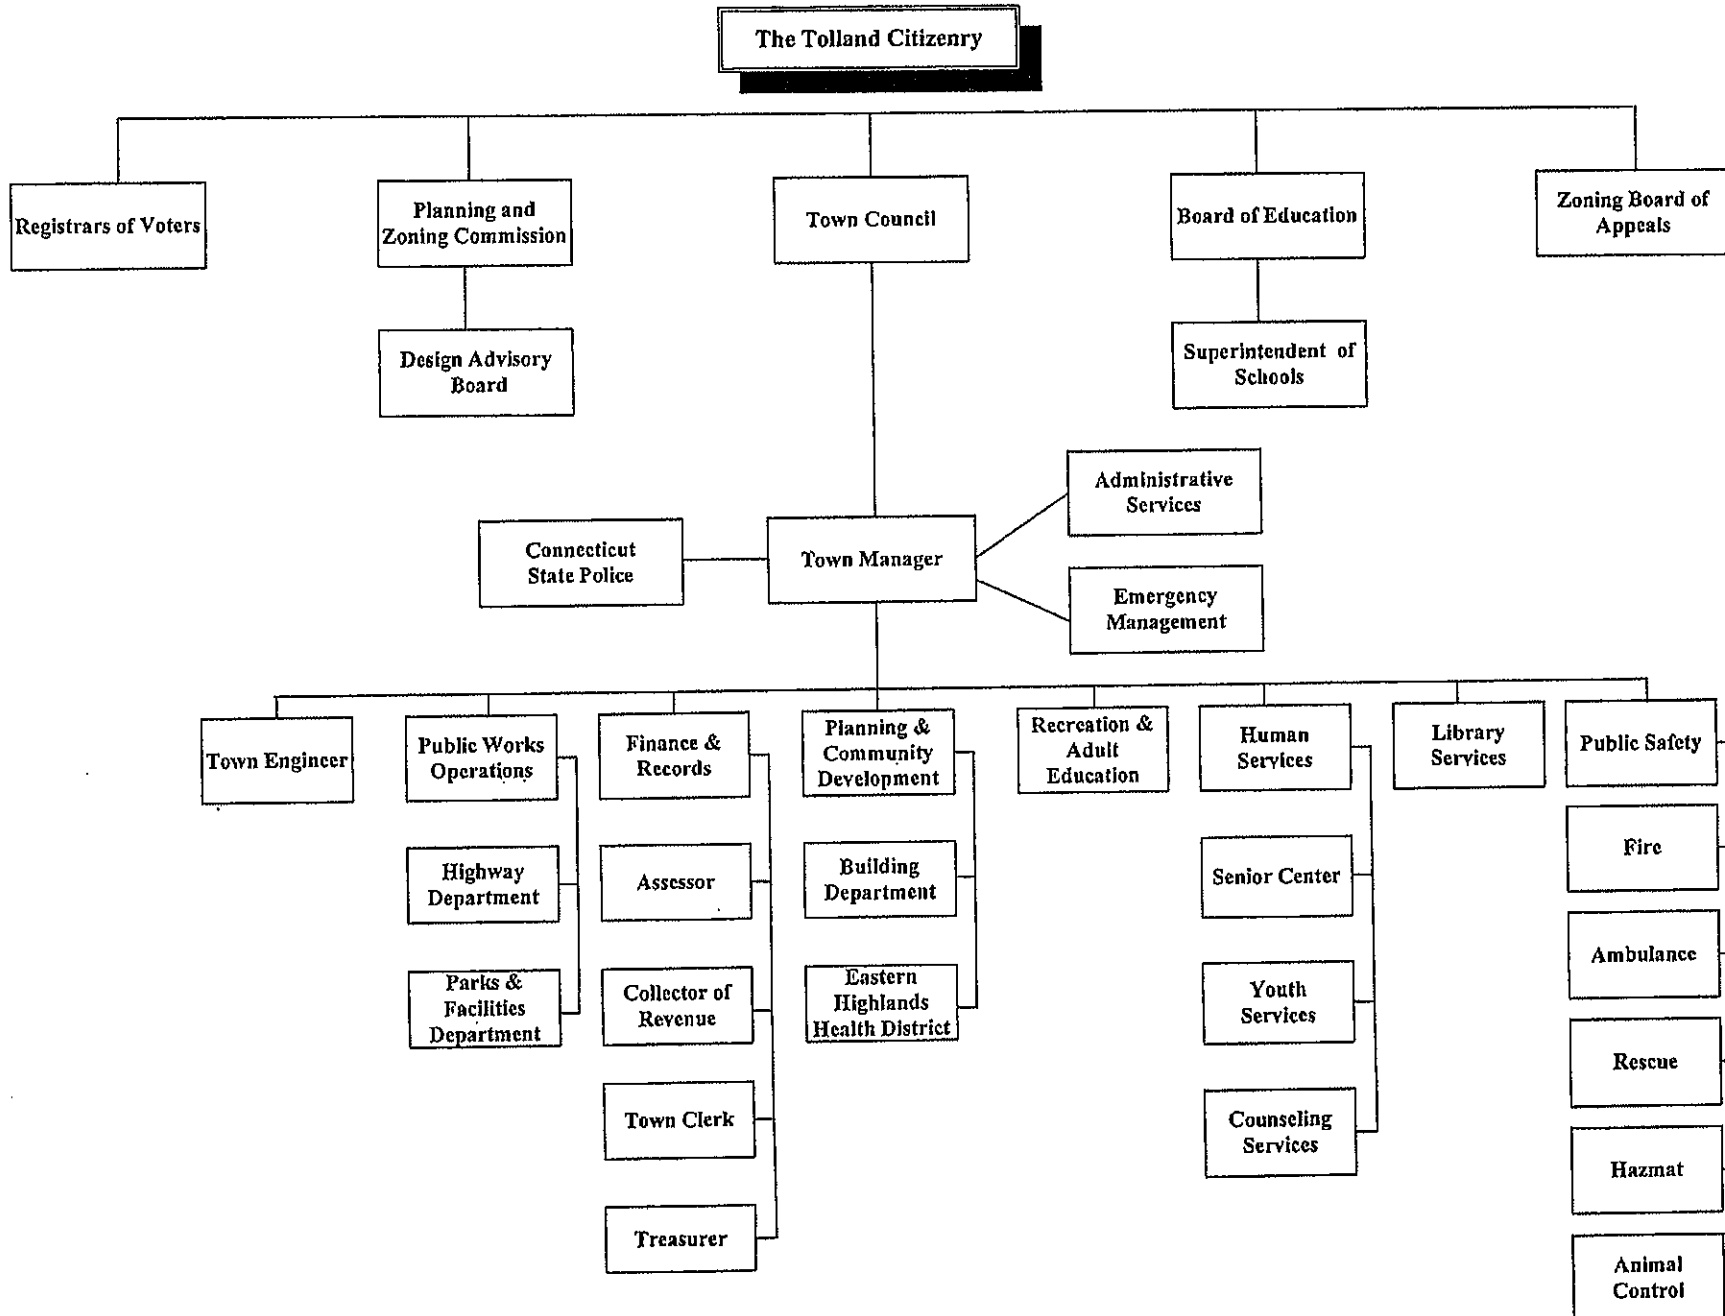 The Tolland Citizenry
Registrars of Voters
Planning and
Zoning Commission
Town Council
Board of Education
Zoning Board of
Appeals
Design Advisory
Board
Superintendent of
Schools
Administrative
Services
Connecticut
State Police
Town Manager
Emergency
Management
Town Engineer
Public Works
Operations
Finance &
Records
Planning &
Community
Development
Recreation &
Adult
Education
Human
Services
Library
Services
Public Safety
Highway
Department
Assessor
Building
Department
Senior Center
Fire
Parks &
Facilities
Department
Collector of
Revenue
Eastern
Highlands
Health District
Youth
Services
Ambulance
Town Clerk
Counseling
Services
Rescue
Treasurer
Hazmat
Animal
Control